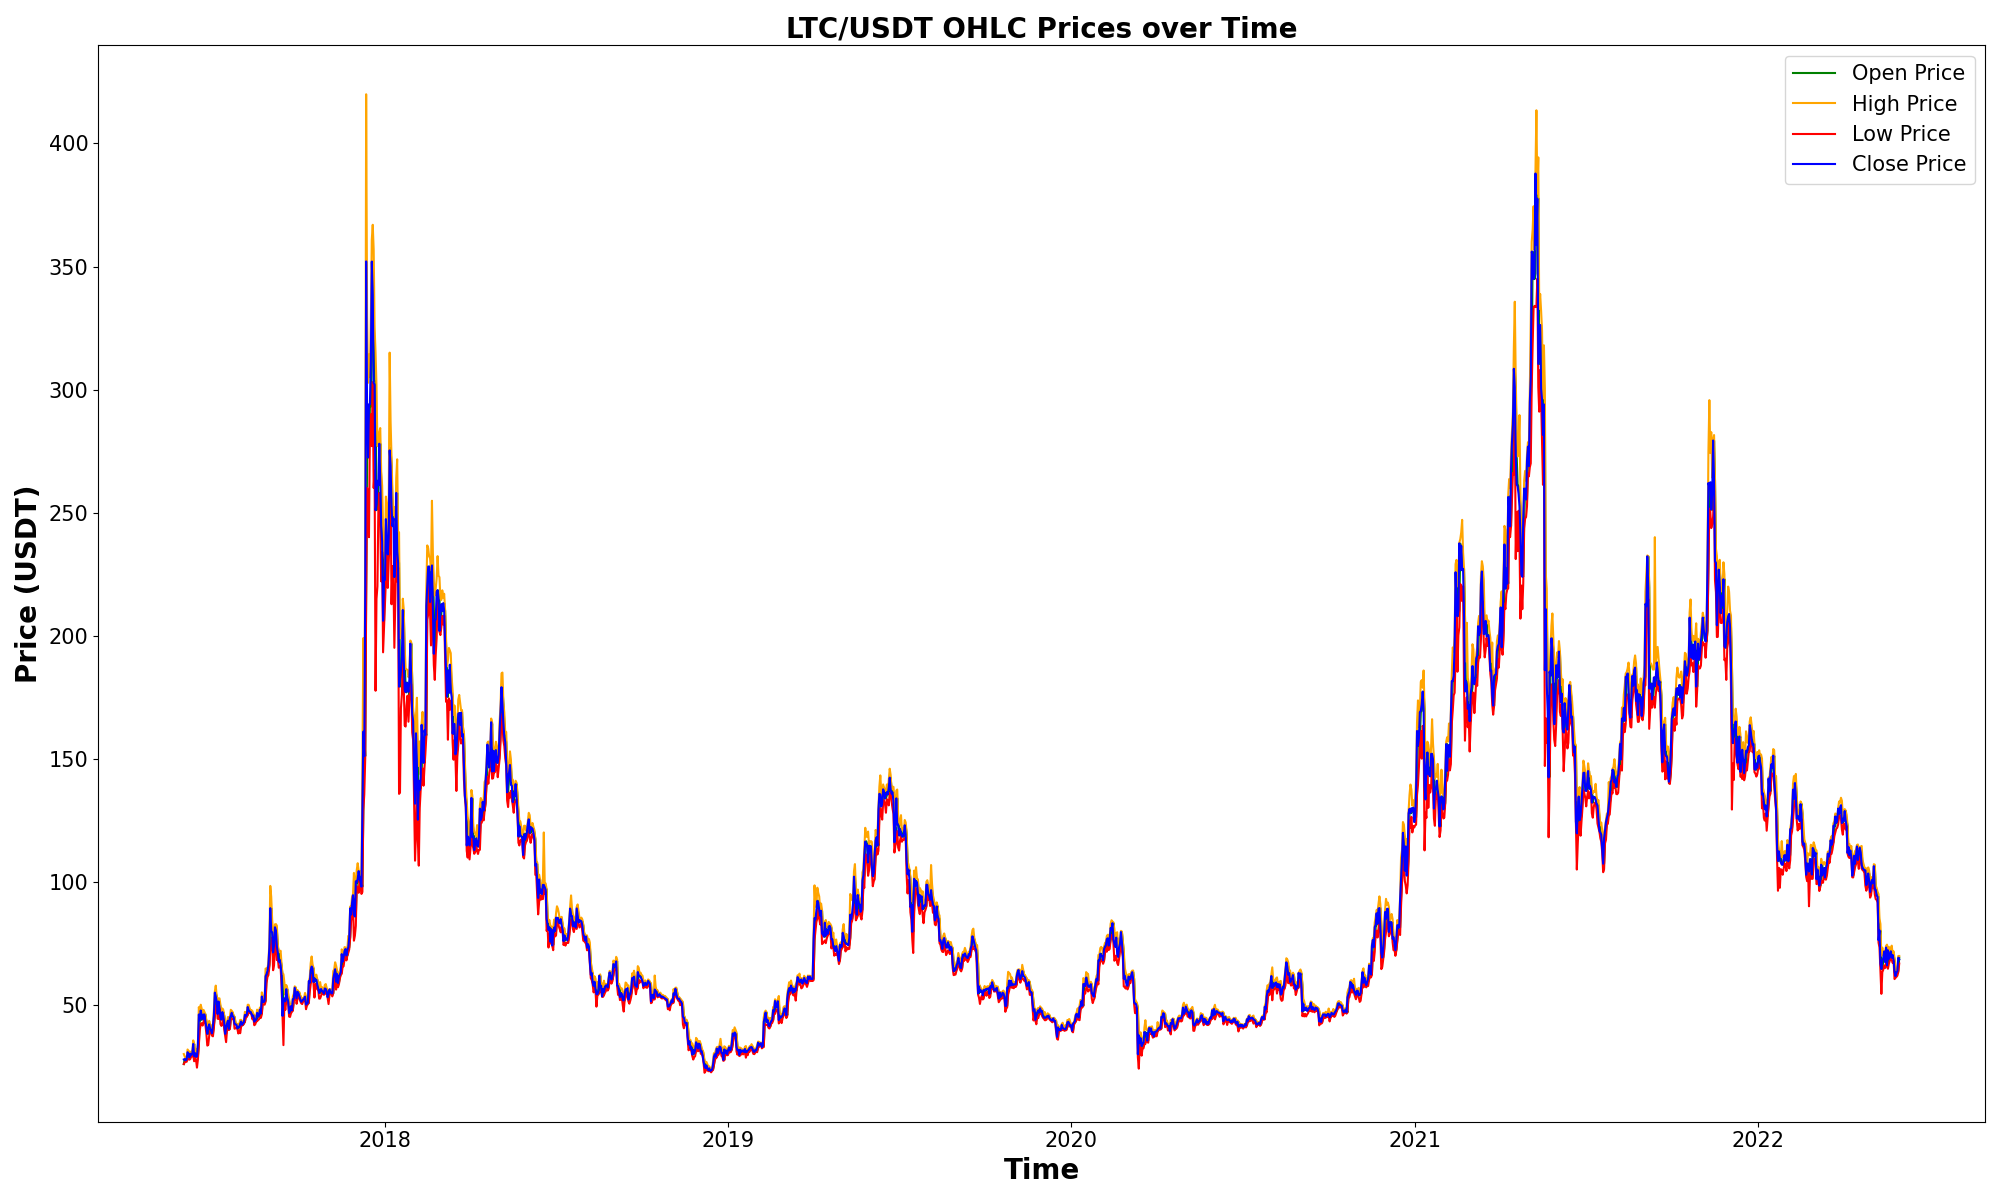 LTC/USDT OHLC Prices over Time
Open Price
High Price
Low Price
Close Price
Price (USDT)
400
350
300
250
200
150
100
50
2018
2019
2020
2021
2022
Time